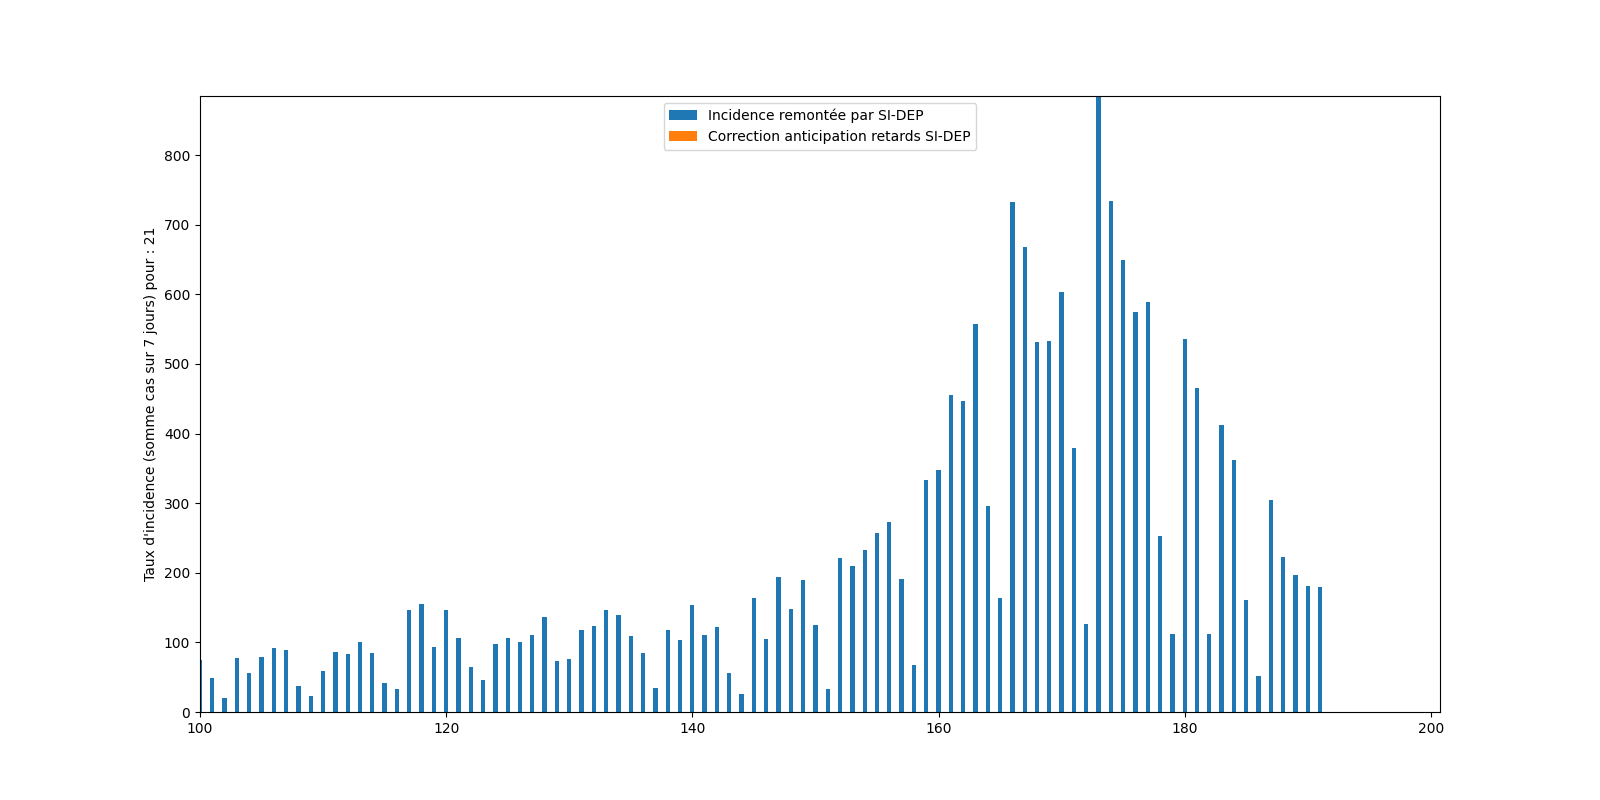 Incidence remontée par SI-DEP
Correction anticipation retards SI-DEP
Taux d'incidence (somme cas sur 7 jours) pour : 21
800
700
600
500
400
300
200
100
0
100 120 140 160 180 200